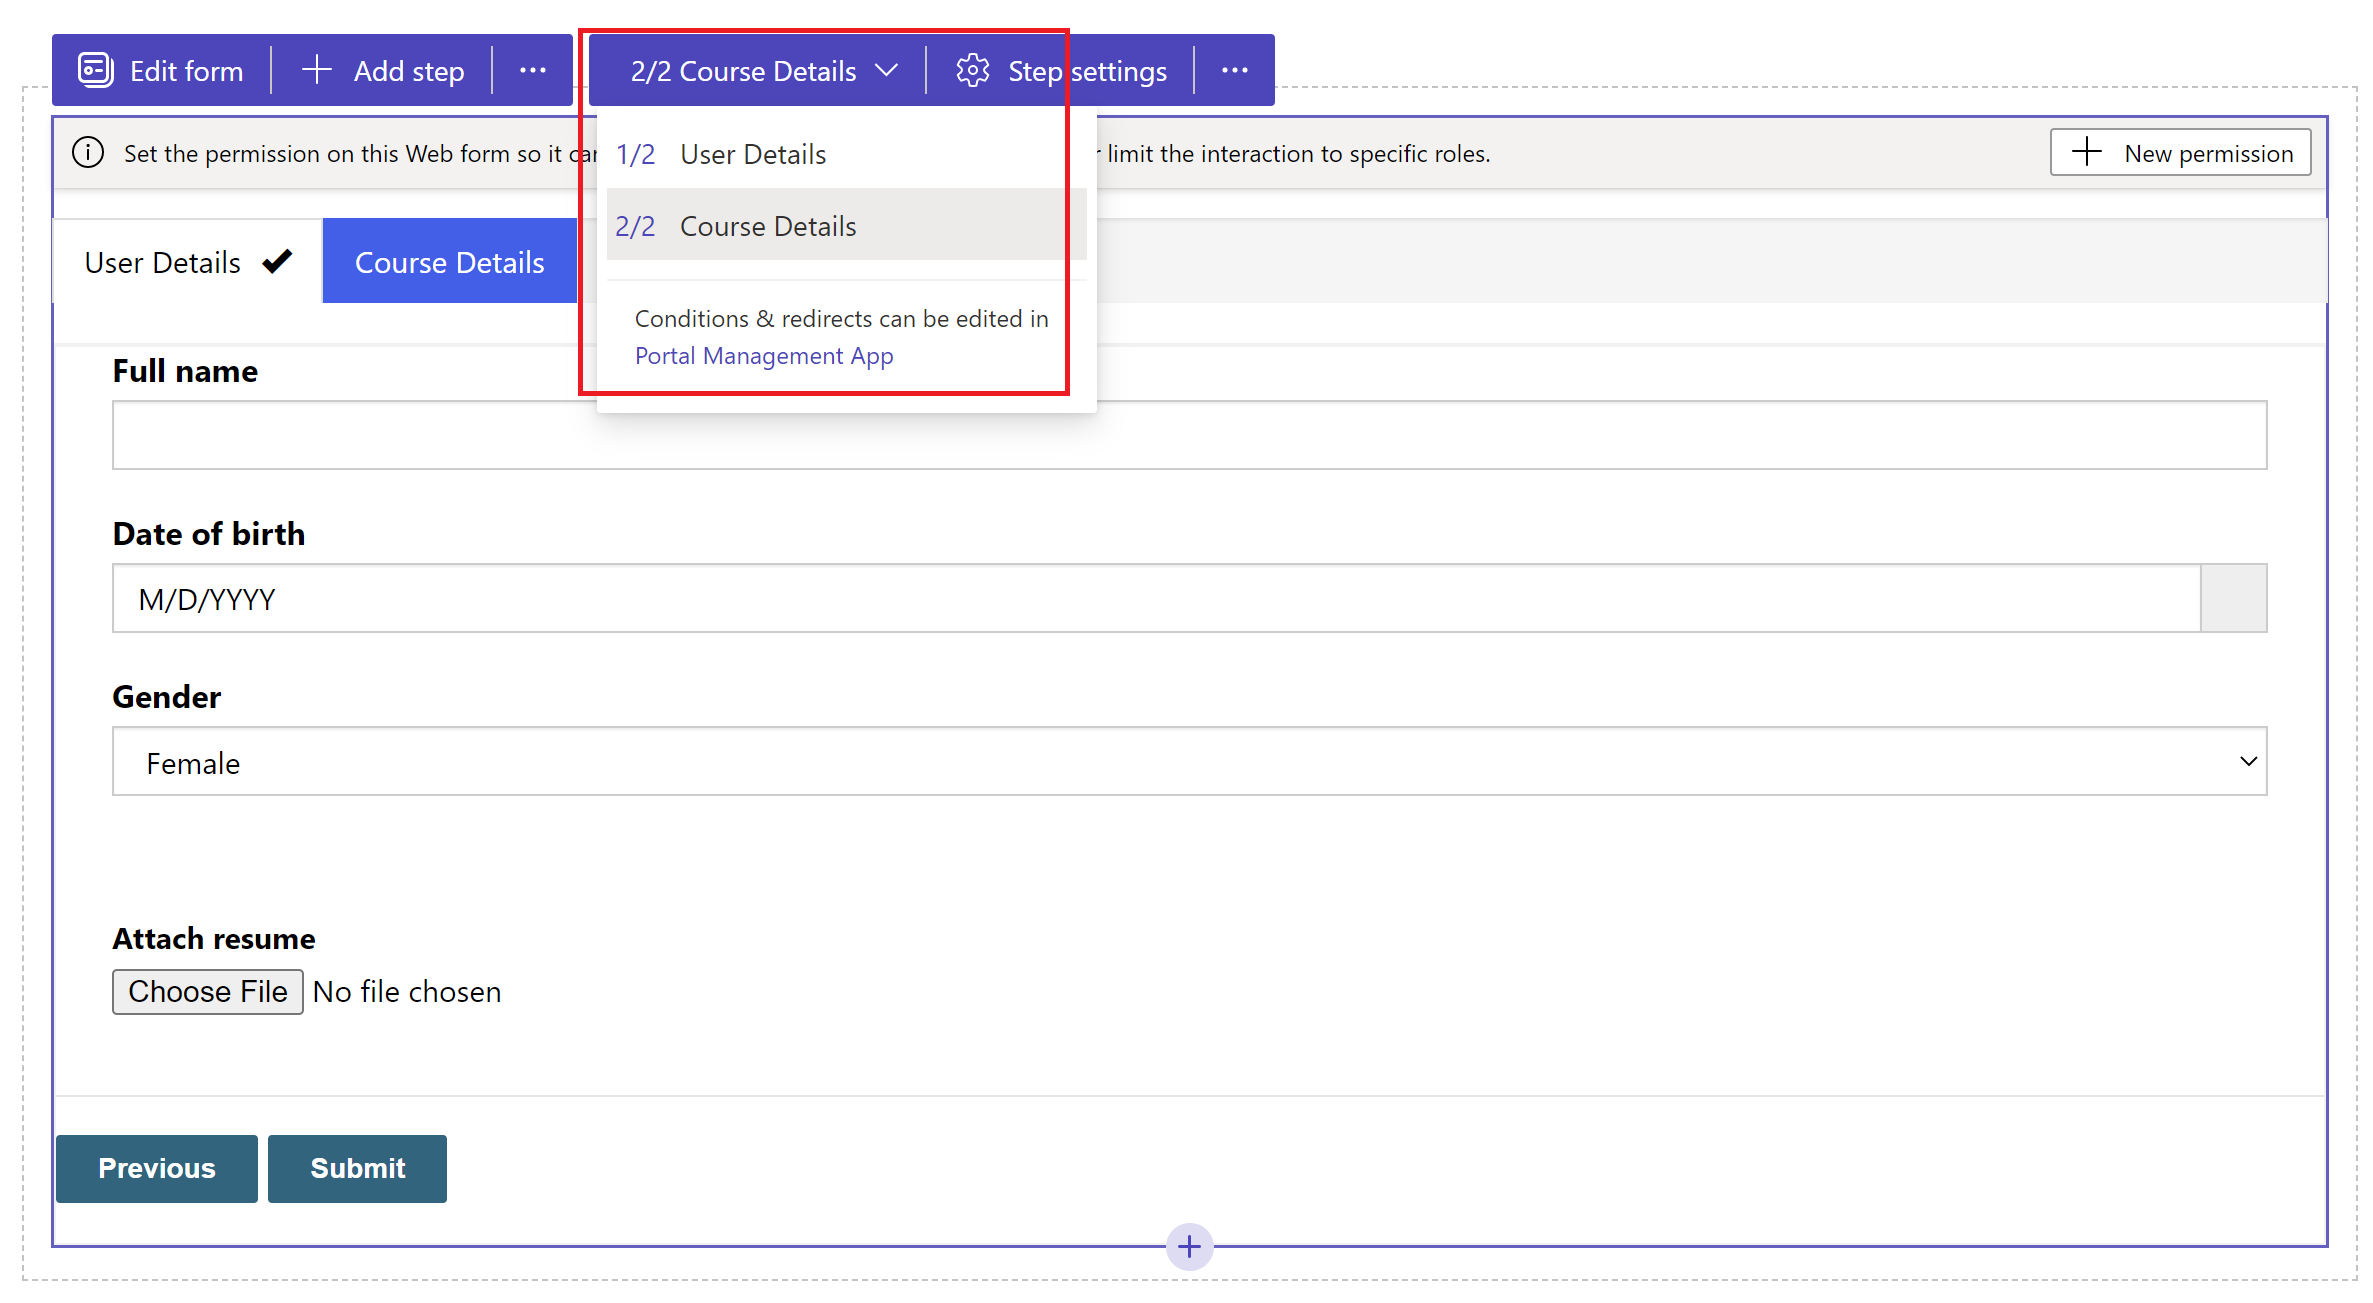 Edit form
Add step
2/2 Course Details
Step settings
Set the permission on this Web form so it can
limit the interaction to specific roles.
New permission
1/2 User Details
2/2 Course Details
Conditions & redirects can be edited in
Portal Management App
User Details
Course Details
Full name
Date of birth
M/D/YYYY
Gender
Female
Attach resume
Choose File No file chosen
Previous
Submit